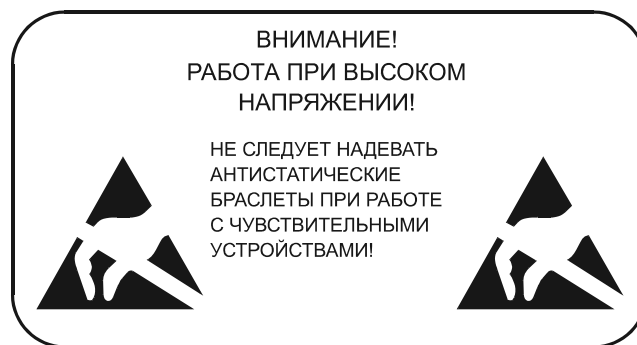 ВНИМАНИЕ!
РАБОТА ПРИ ВЫСОКОМ
НАПРЯЖЕНИИ!
НЕ СЛЕДУЕТ НАДЕВАТЬ
АНТИСТАТИЧЕСКИЕ
БРАСЛЕТЫ ПРИ РАБОТЕ
С ЧУВСТВИТЕЛЬНЫМИ
УСТРОЙСТВАМИ!